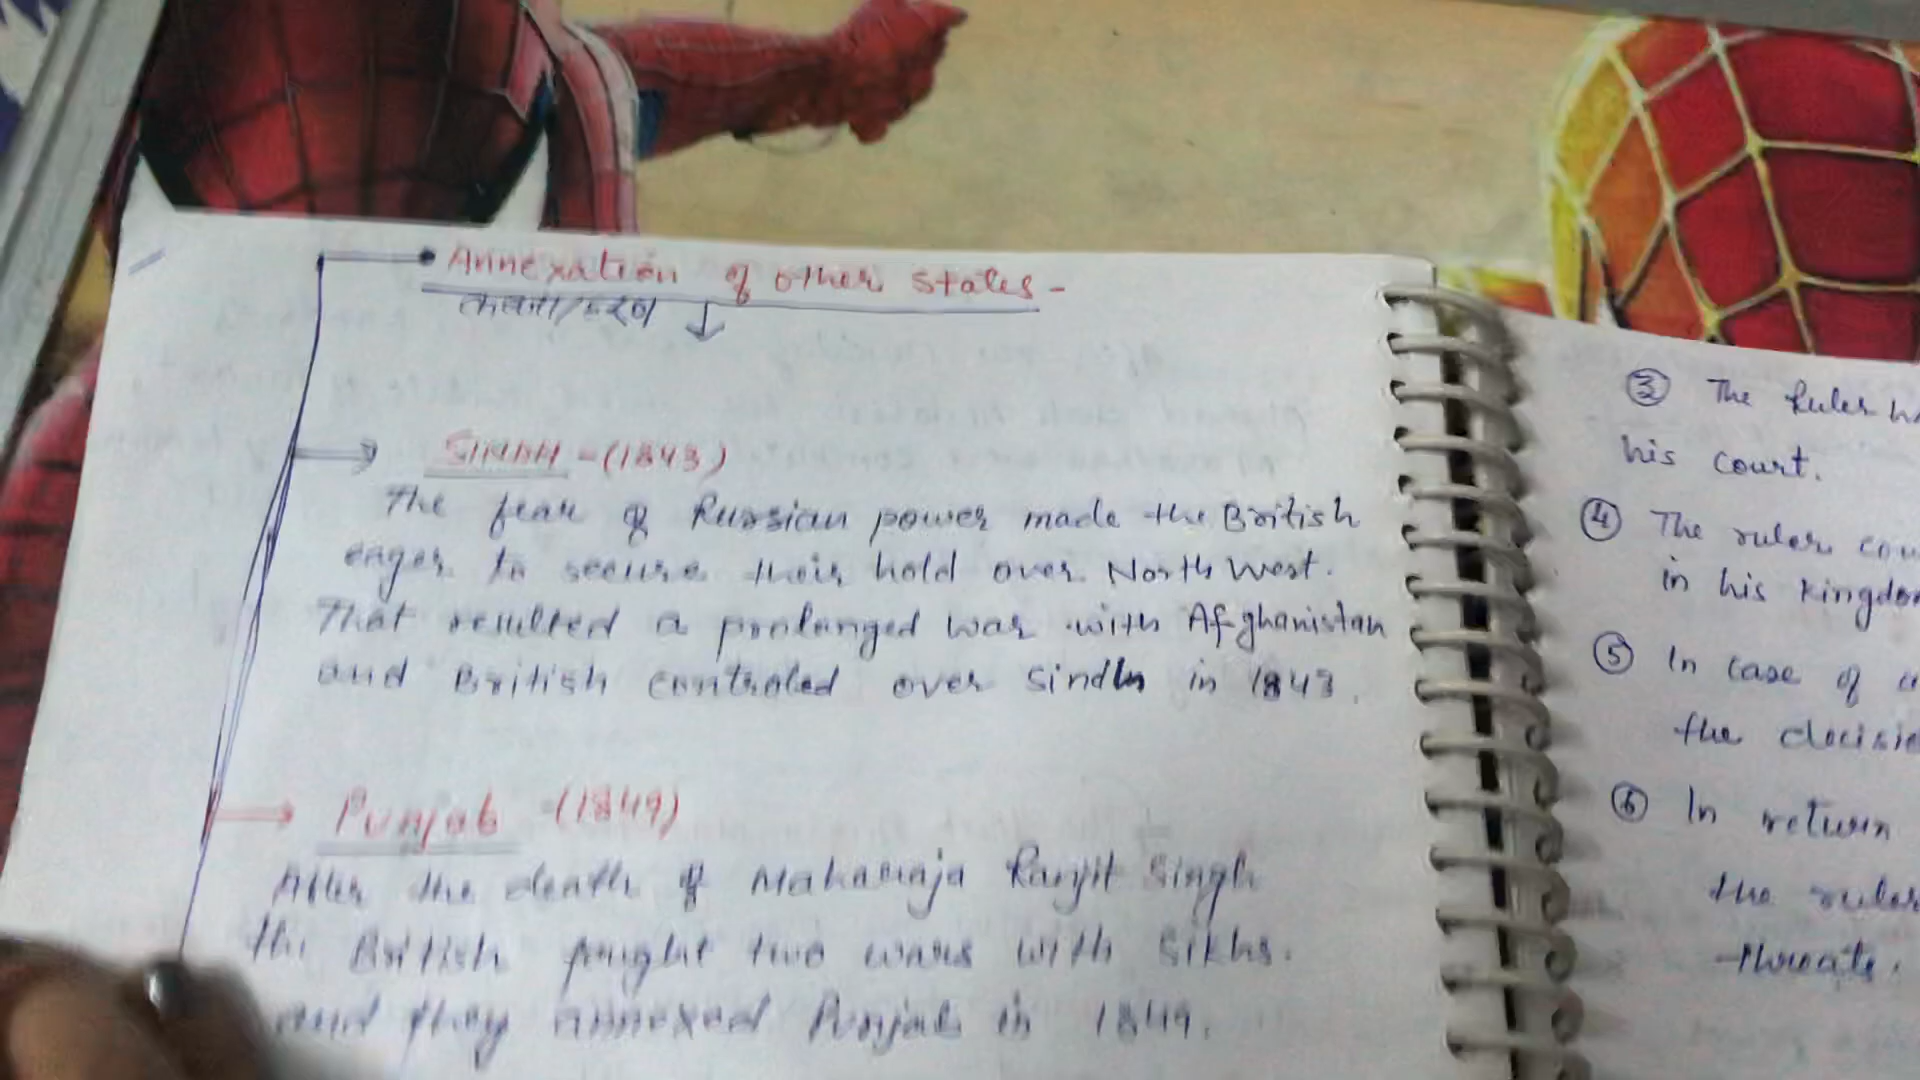 Annexation of other states -
SINDH - (1843)
The fear of Russian power made the British
eager to secure their hold over North West.
That resulted a prolonged war with Afghanistan
and British controled over Sindh in 1843.
Punjab - (1849)
After the death of Maharaja Ranjit Singh
the British fought two wars with Sikhs.
and they annexed Punjab in 1849.
③ The Ruler
his court.
④ The ruler
in his
⑤ In case of
the
⑥ In return
the ruler